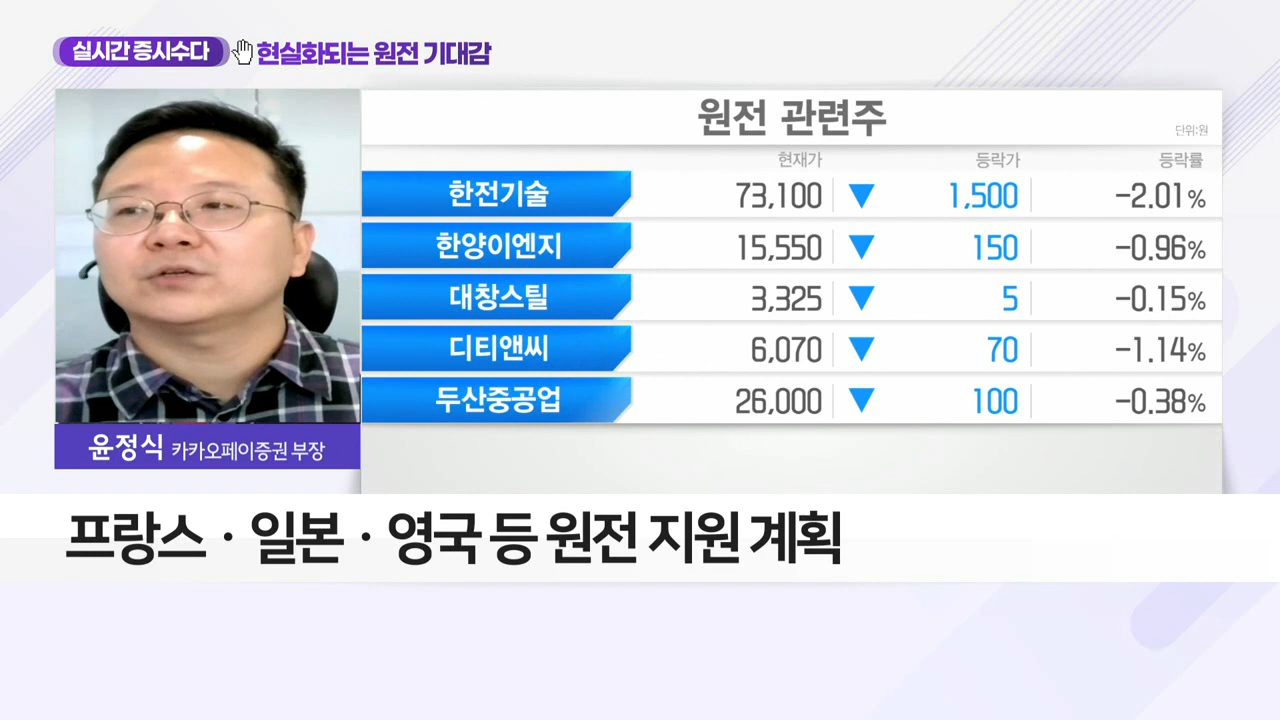 실시간 증시수다 현실화되는 원전 기대감
원전 관련주
단위:원
현재가 등락가 등락률
한전기술 73,100 ▼ 1,500 -2.01%
한양이엔지 15,550 ▼ 150 -0.96%
대창스틸 3,325 ▼ 5 -0.15%
디티앤씨 6,070 ▼ 70 -1.14%
두산중공업 26,000 ▼ 100 -0.38%
윤정식 카카오페이증권 부장
프랑스·일본·영국 등 원전 지원 계획